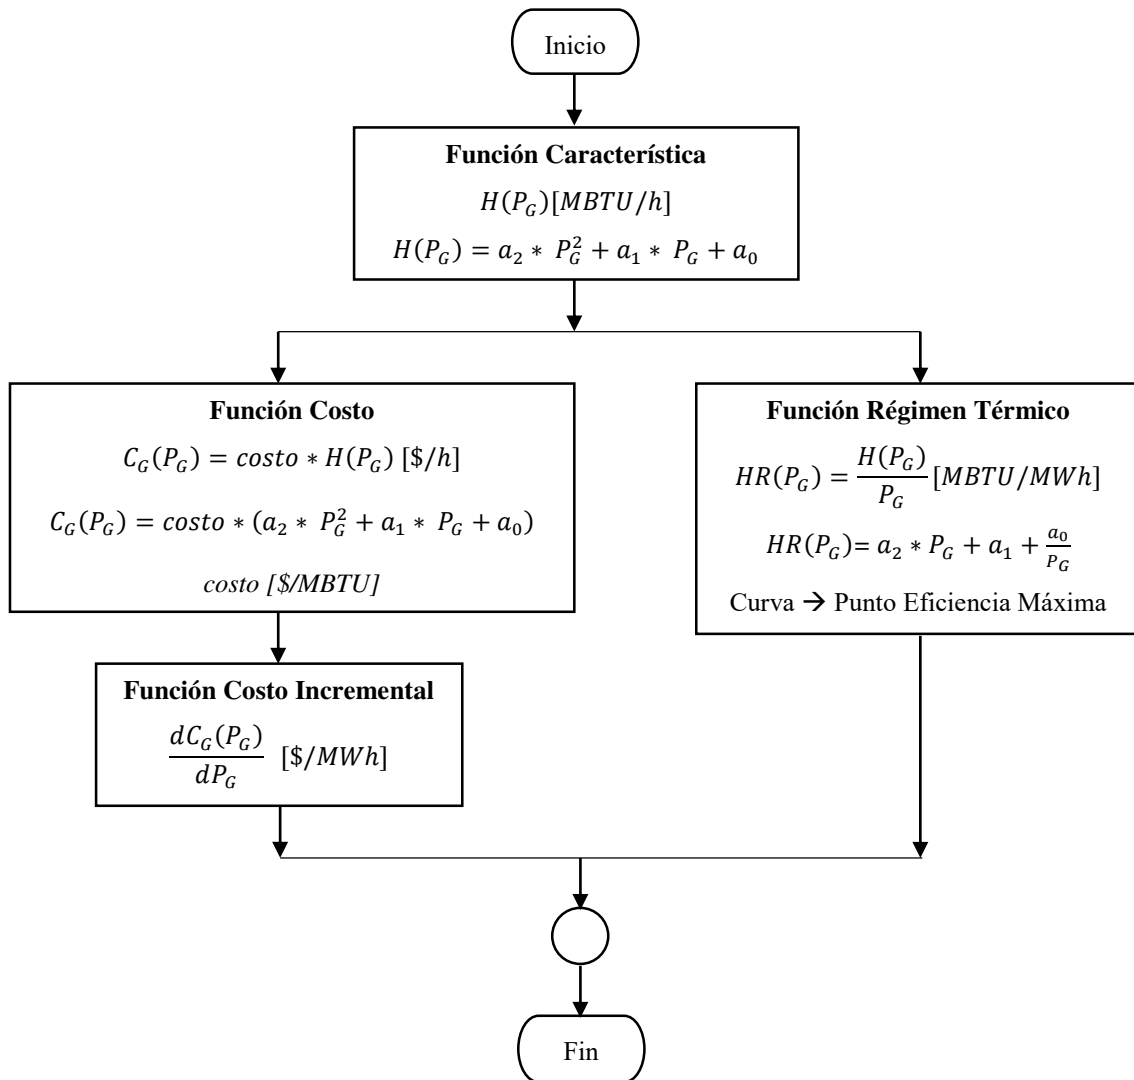 Inicio
Función Característica
H(P_G)[MBTU/h]
H(P_G) = a_2 * P_G^2 + a_1 * P_G + a_0
Función Costo
C_G(P_G) = costo * H(P_G) [$/h]
C_G(P_G) = costo * (a_2 * P_G^2 + a_1 * P_G + a_0)
costo [$/MBTU]
Función Régimen Térmico
HR(P_G) = \frac{H(P_G)}{P_G} [MBTU/MWh]
HR(P_G)= a_2 * P_G + a_1 + \frac{a_0}{P_G}
Curva → Punto Eficiencia Máxima
Función Costo Incremental
\frac{dC_G(P_G)}{dP_G} [$/MWh]
Fin